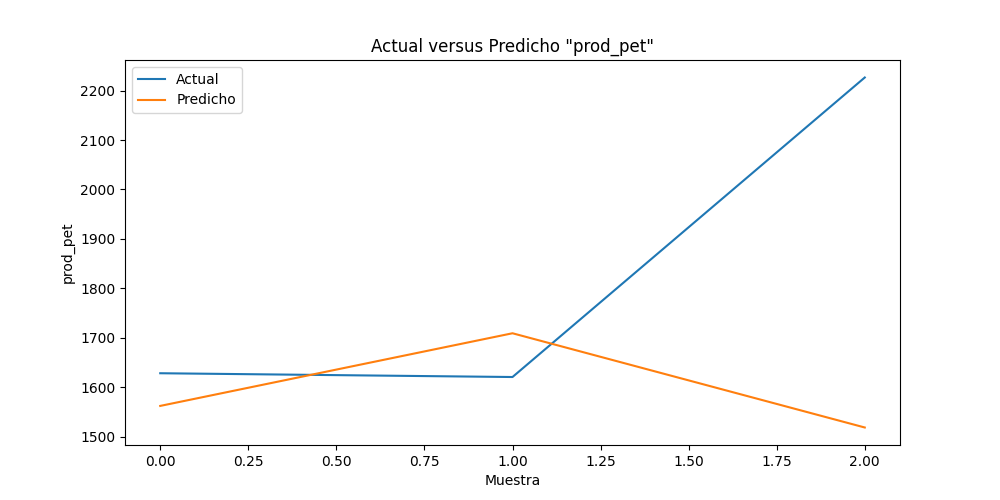 Actual versus Predicho "prod_pet"
Actual
Predicho
2200
2100
2000
1900
1800
1700
1600
1500
prod_pet
0.00 0.25 0.50 0.75 1.00 1.25 1.50 1.75 2.00
Muestra